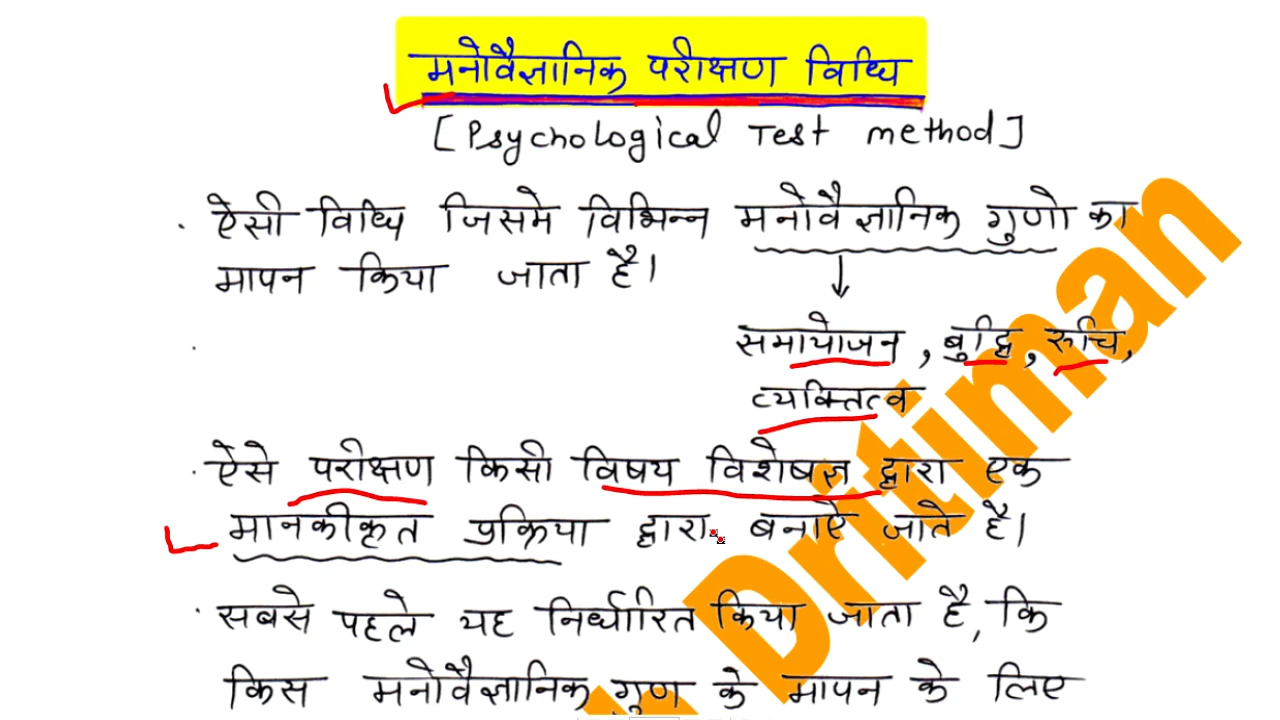 मनोवैज्ञानिक परीक्षण विधि
[Psychological Test method]
. ऐसी विधि जिसमे विभिन्न मनोवैज्ञानिक गुणो का
मापन किया जाता है।
↓
समायोजन, बुद्धि, रुचि,
व्यक्तित्व
. ऐसे परीक्षण किसी विषय विशेषज्ञ द्वारा एक
मानकीकृत प्रक्रिया द्वारा बनाऐ जाते है।
. सबसे पहले यह निर्धारित किया जाता है, कि
किस मनोवैज्ञानिक गुण के मापन के लिए
Dritiman